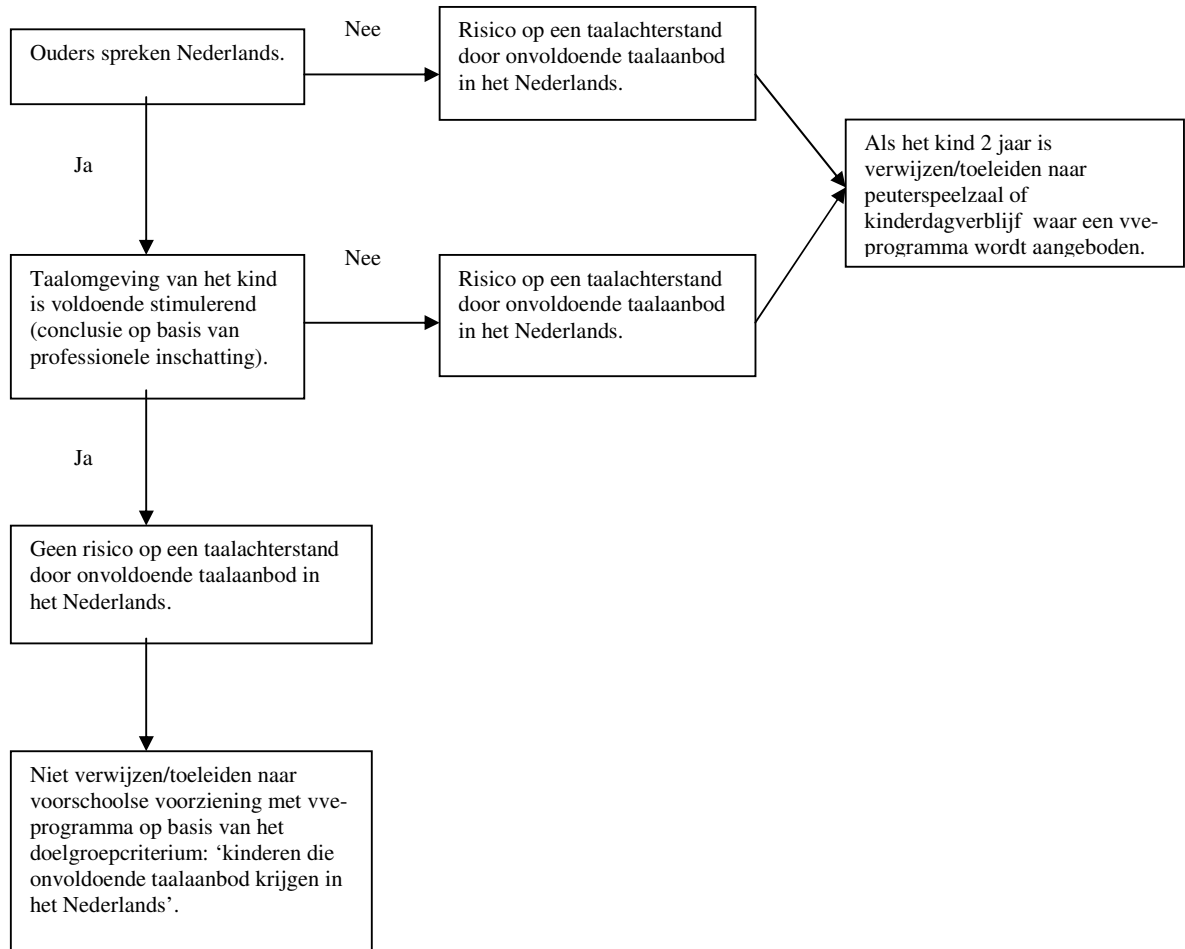 Ouders spreken Nederlands.
Nee
Risico op een taalachterstand
door onvoldoende taalaanbod
in het Nederlands.
Ja
Als het kind 2 jaar is
verwijzen/toeleiden naar
peuterspeelzaal of
kinderdagverblijf waar een vve-
programma wordt aangeboden.
Taalomgeving van het kind
is voldoende stimulerend
(conclusie op basis van
professionele inschatting).
Nee
Risico op een taalachterstand
door onvoldoende taalaanbod
in het Nederlands.
Ja
Geen risico op een taalachterstand
door onvoldoende taalaanbod in
het Nederlands.
Niet verwijzen/toeleiden naar
voorschoolse voorziening met vve-
programma op basis van het
doelgroepcriterium: ‘kinderen die
onvoldoende taalaanbod krijgen in
het Nederlands’.